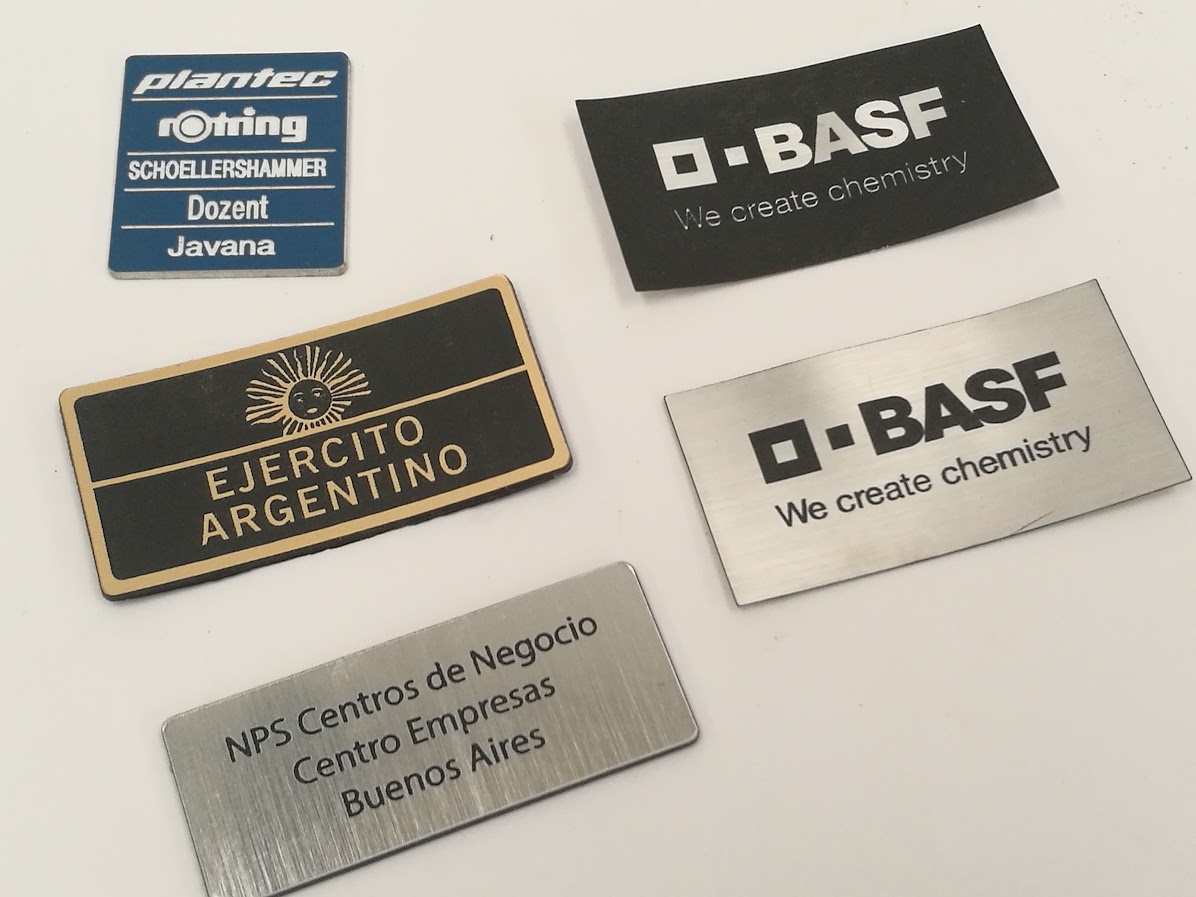 plantec
rotring
SCHOELLERSHAMMER
Dozent
Javana
BASF
We create chemistry
EJERCITO
ARGENTINO
BASF
We create chemistry
NPS Centros de Negocio
Centro Empresas
Buenos Aires